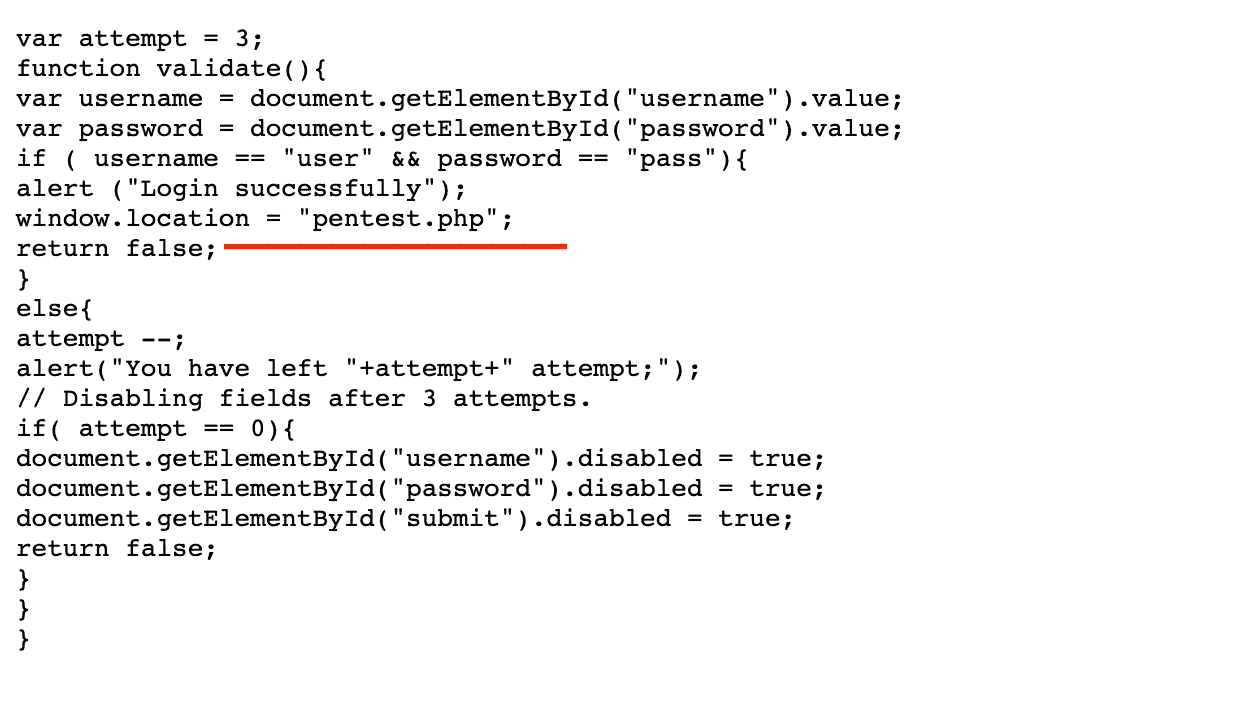 var attempt = 3;
function validate(){
var username = document.getElementById("username").value;
var password = document.getElementById("password").value;
if ( username == "user" && password == "pass"){
alert ("Login successfully");
window.location = "pentest.php";
return false;
}
else{
attempt --;
alert("You have left "+attempt+" attempt;");
// Disabling fields after 3 attempts.
if( attempt == 0){
document.getElementById("username").disabled = true;
document.getElementById("password").disabled = true;
document.getElementById("submit").disabled = true;
return false;
}
}
}